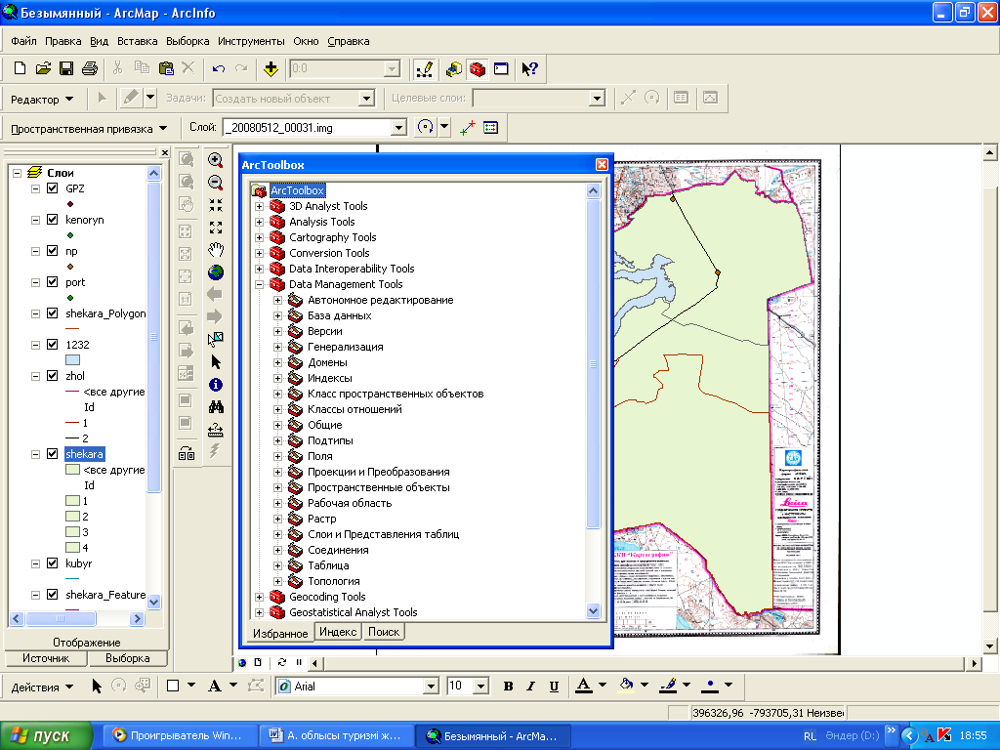 Безымянный - ArcMap - ArcInfo
Файл Правка Вид Вставка Выборка Инструменты Окно Справка
0:0
Редактор Задачи: Создать новый объект Целевые слои:
Пространственная привязка Слой: _20080512_00031.img
Слои
GPZ
kenoryn
np
port
shekara_Polygon
1232
zhol
<все другие
Id
1
2
shekara
<все другие
Id
1
2
3
4
kubyr
shekara_Feature
Отображение
Источник Выборка
1:1
ArcToolbox
ArcToolbox
3D Analyst Tools
Analysis Tools
Cartography Tools
Conversion Tools
Data Interoperability Tools
Data Management Tools
Автономное редактирование
База данных
Версии
Генерализация
Домены
Индексы
Класс пространственных объектов
Классы отношений
Общие
Подтипы
Поля
Проекции и Преобразования
Пространственные объекты
Рабочая область
Растр
Слои и Представления таблиц
Соединения
Таблица
Топология
Geocoding Tools
Geostatistical Analyst Tools
Избранное Индекс Поиск
Leica
Действия A Arial 10 B I U A
396326,96 -793705,31 Неизвес
пуск Проигрыватель Win... А. облысы туризмі ж... Безымянный - ArcMa... RL Әндер (D:) » 18:55